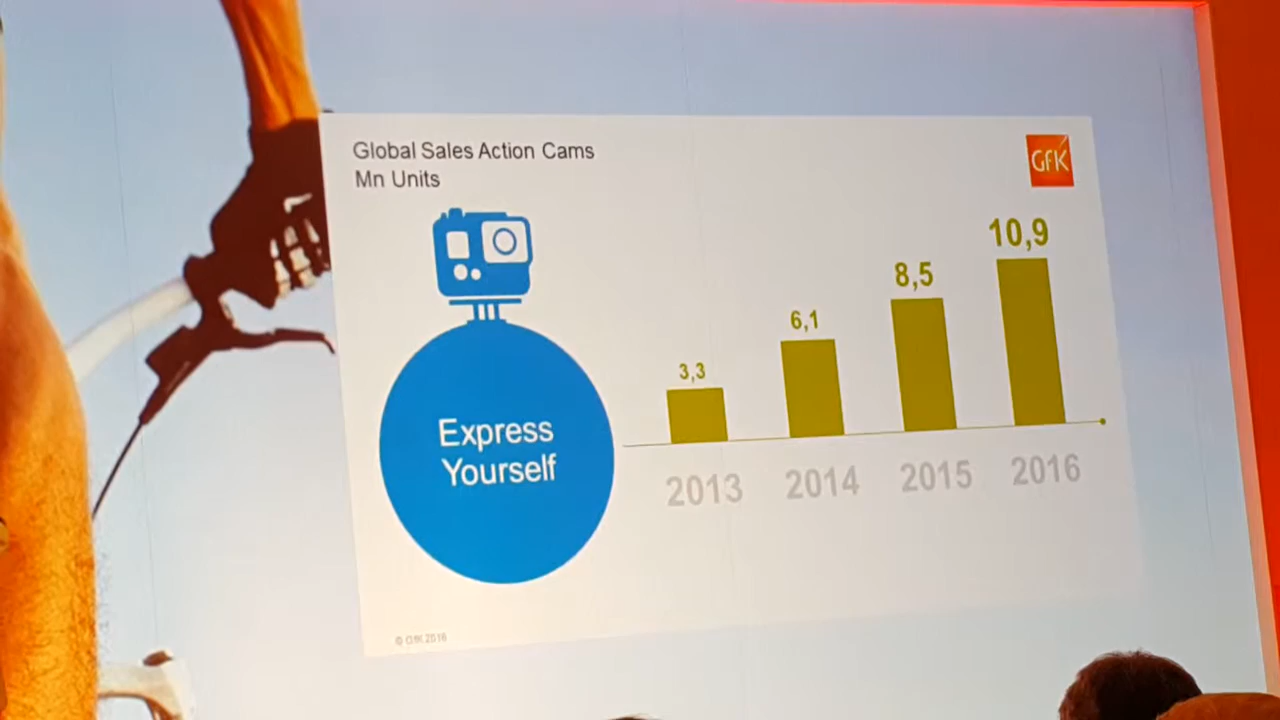 Global Sales Action Cams
Mn Units
GfK
Express
Yourself
3,3
6,1
8,5
10,9
2013
2014
2015
2016
© GfK 2016